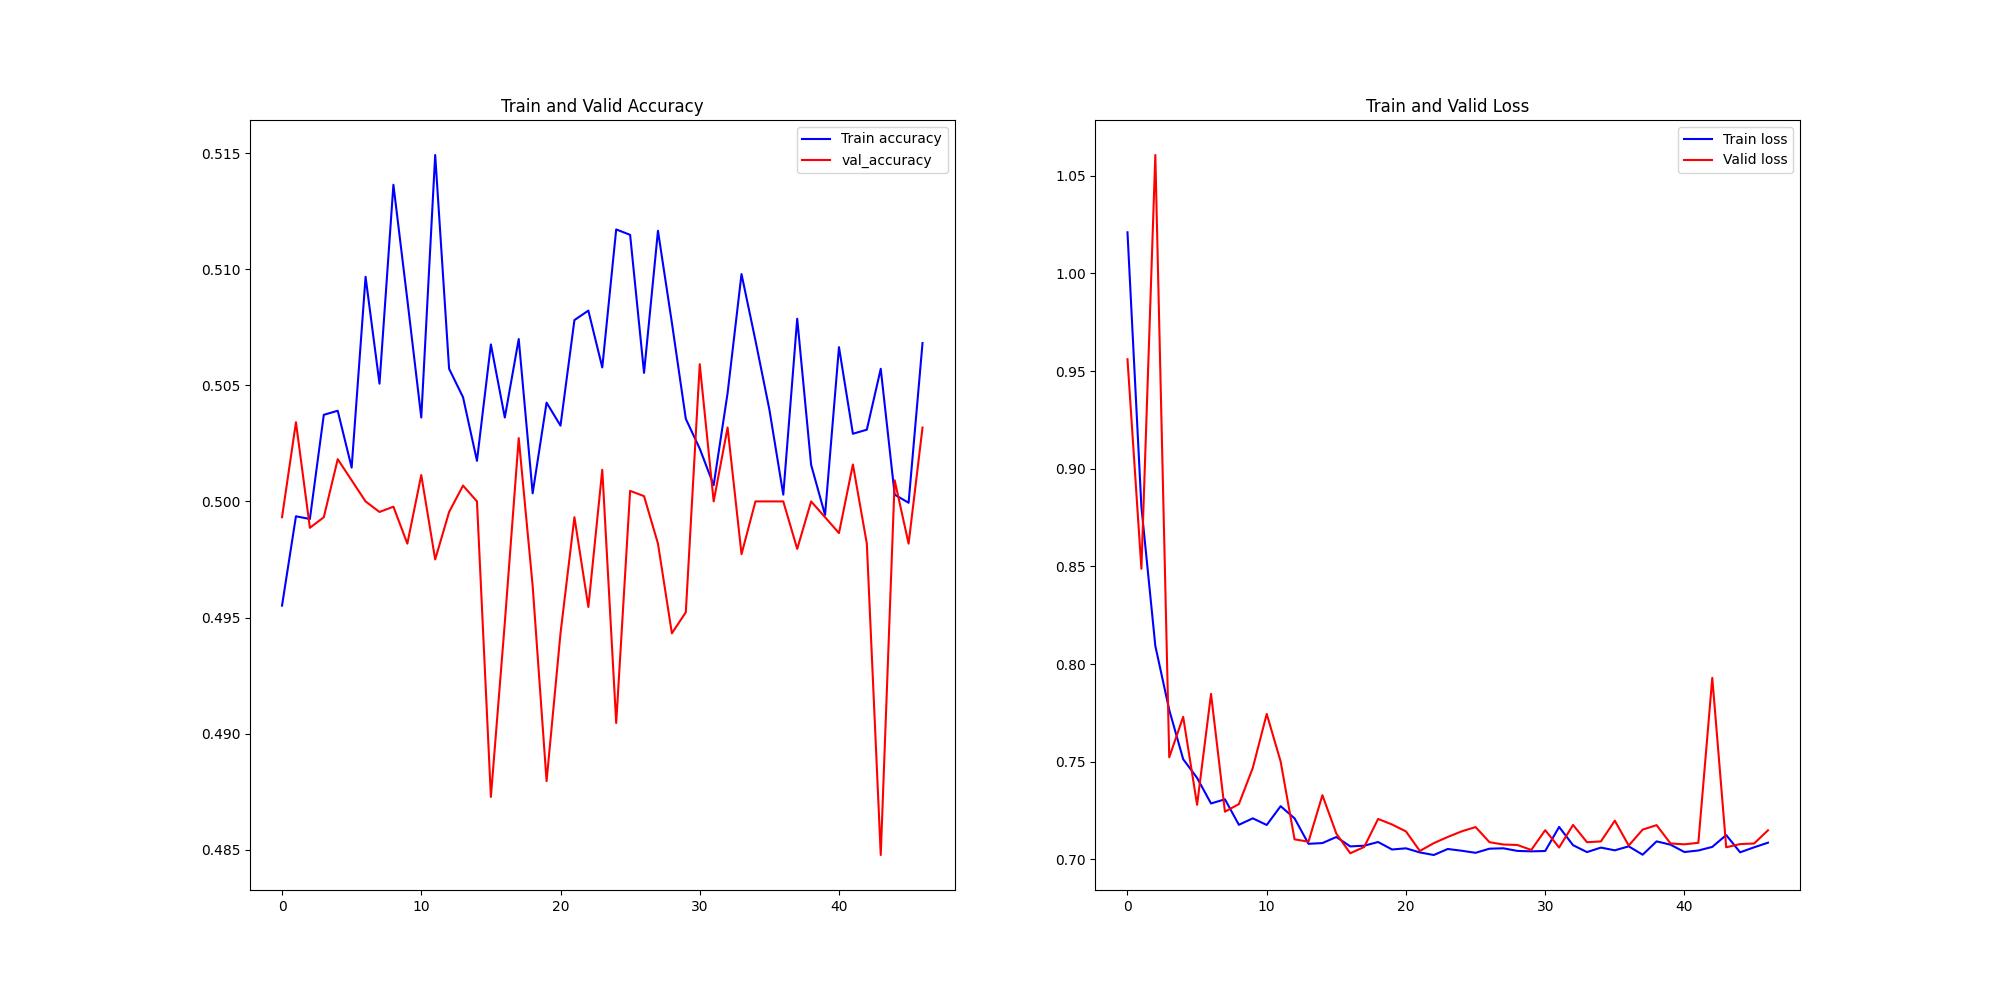 Train and Valid Accuracy
Train accuracy
val_accuracy
0.515
0.510
0.505
0.500
0.495
0.490
0.485
0 10 20 30 40
Train and Valid Loss
Train loss
Valid loss
1.05
1.00
0.95
0.90
0.85
0.80
0.75
0.70
0 10 20 30 40